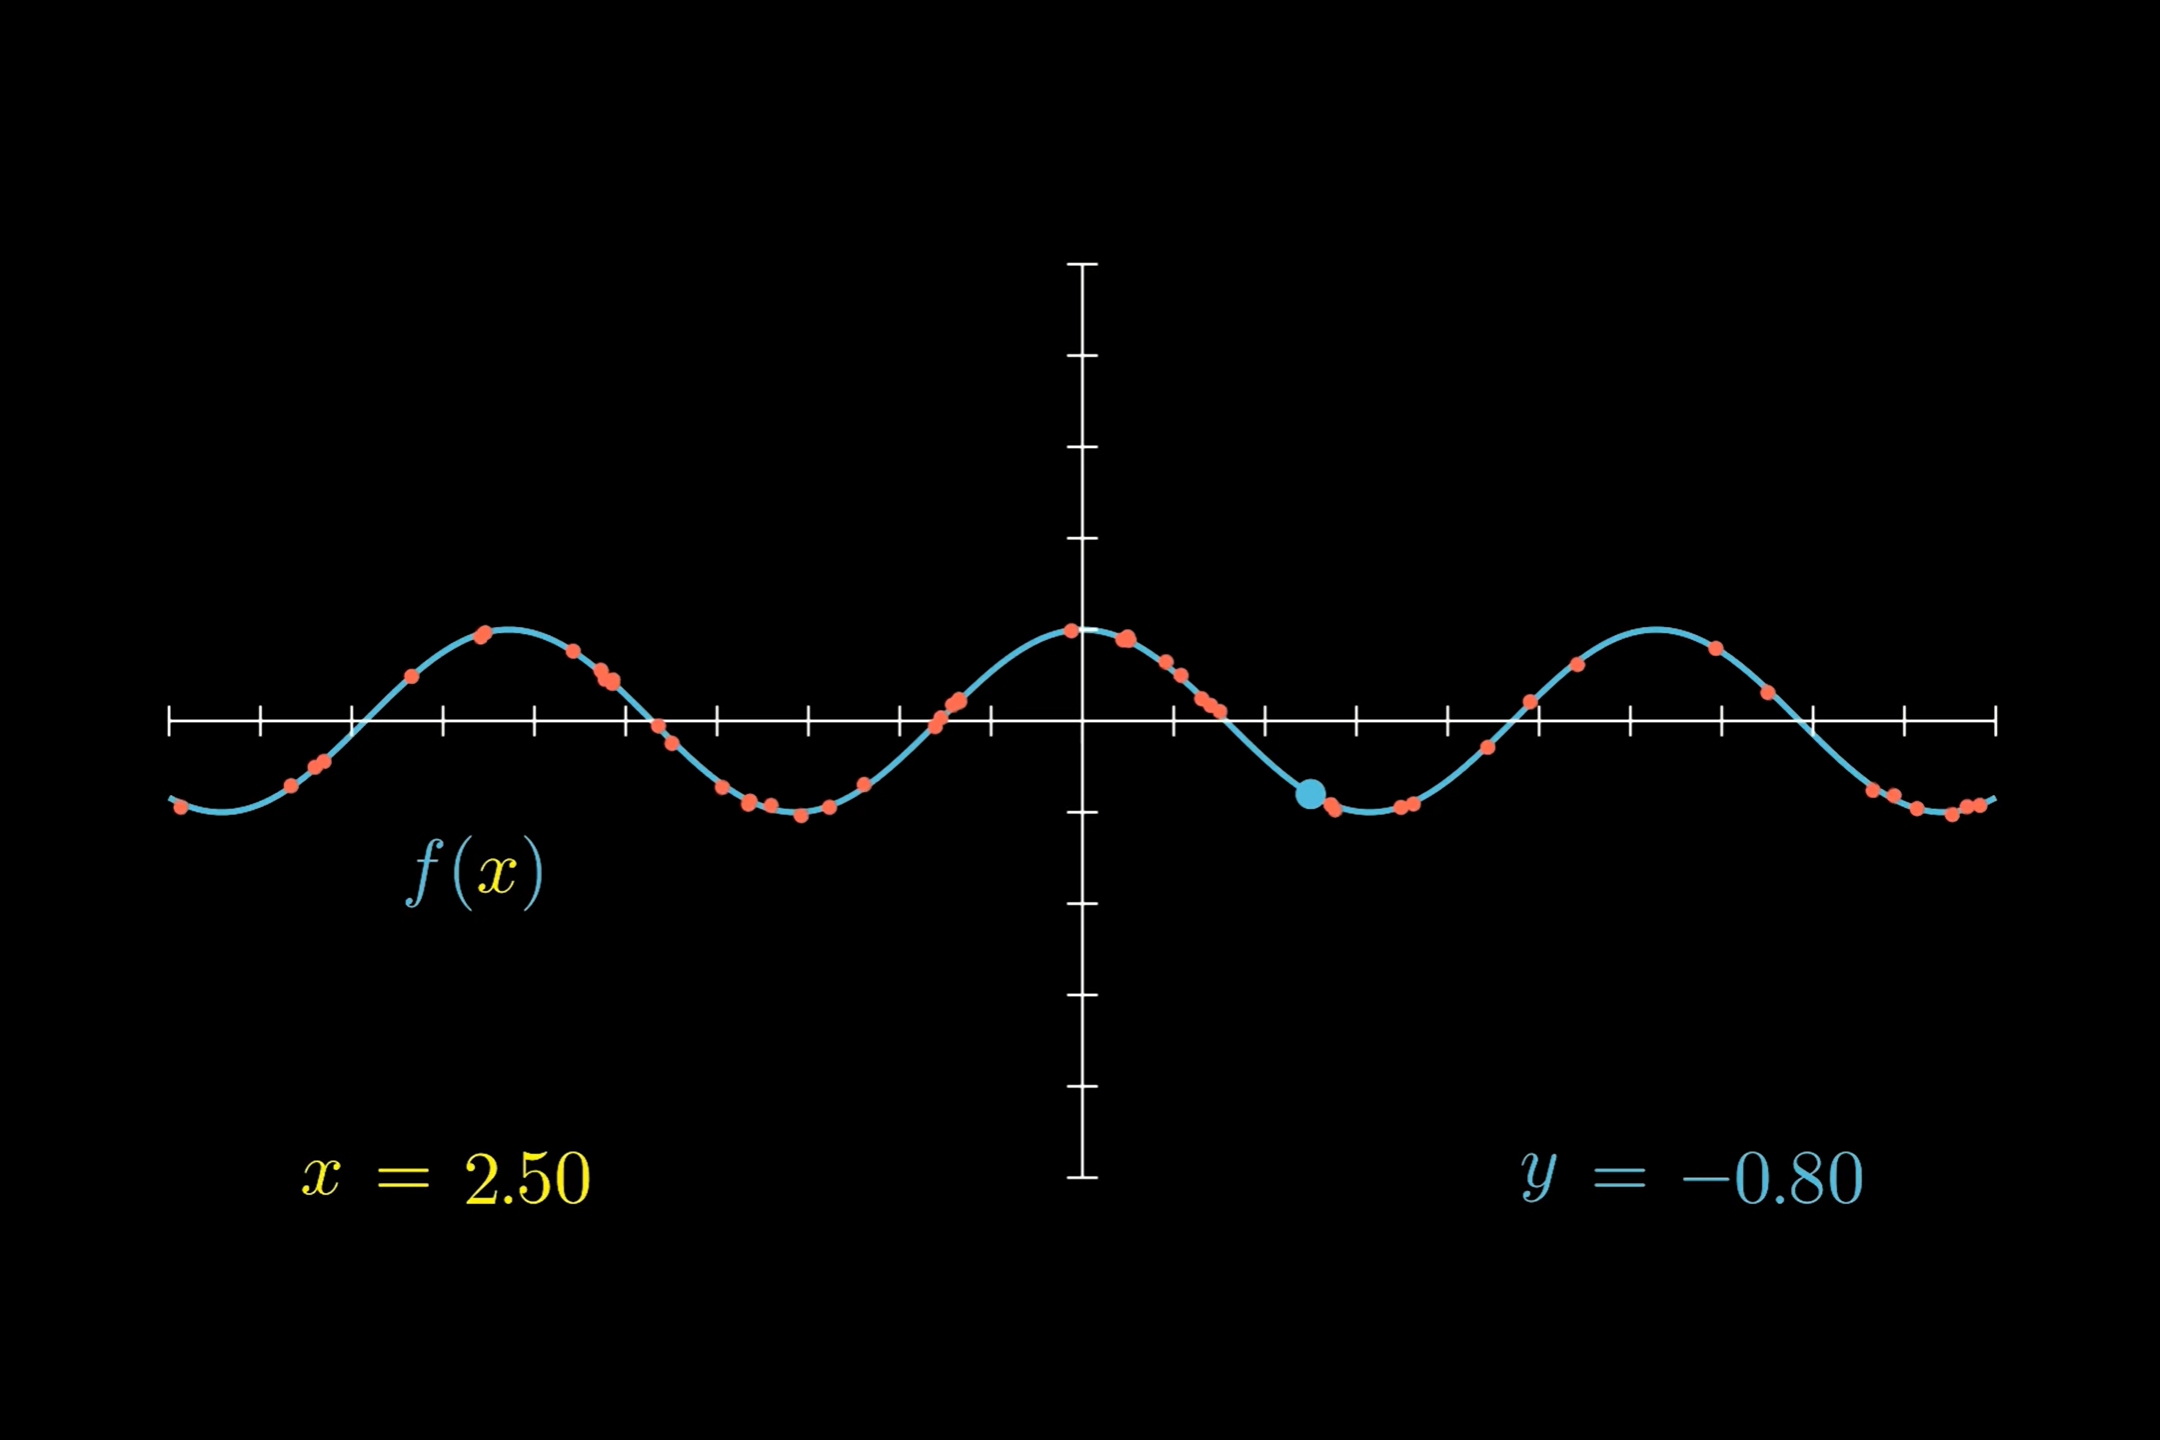 f(x)
x = 2.50
y = −0.80